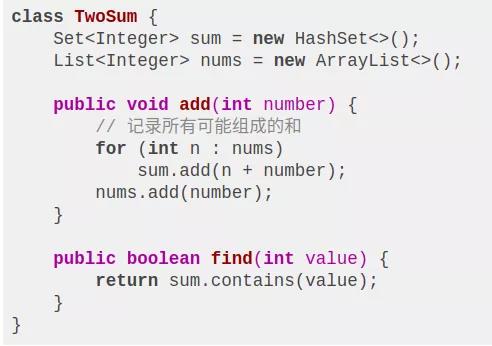 class TwoSum {
    Set<Integer> sum = new HashSet<>();
    List<Integer> nums = new ArrayList<>();

    public void add(int number) {
        // 记录所有可能组成的和
        for (int n : nums)
            sum.add(n + number);
        nums.add(number);
    }

    public boolean find(int value) {
        return sum.contains(value);
    }
}